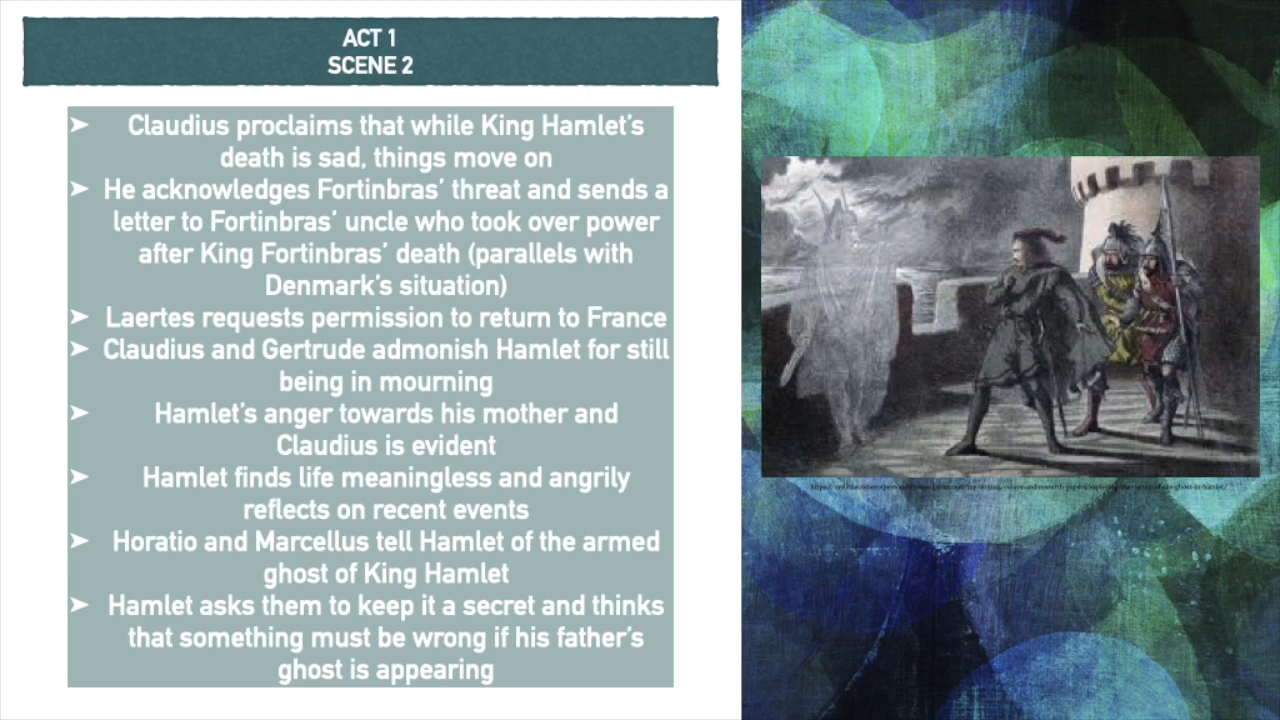 ACT 1
SCENE 2
➤ Claudius proclaims that while King Hamlet's
death is sad, things move on
➤ He acknowledges Fortinbras' threat and sends a
letter to Fortinbras' uncle who took over power
after King Fortinbras' death (parallels with
Denmark's situation)
➤ Laertes requests permission to return to France
➤ Claudius and Gertrude admonish Hamlet for still
being in mourning
➤ Hamlet's anger towards his mother and
Claudius is evident
➤ Hamlet finds life meaningless and angrily
reflects on recent events
➤ Horatio and Marcellus tell Hamlet of the armed
ghost of King Hamlet
➤ Hamlet asks them to keep it a secret and thinks
that something must be wrong if his father's
ghost is appearing